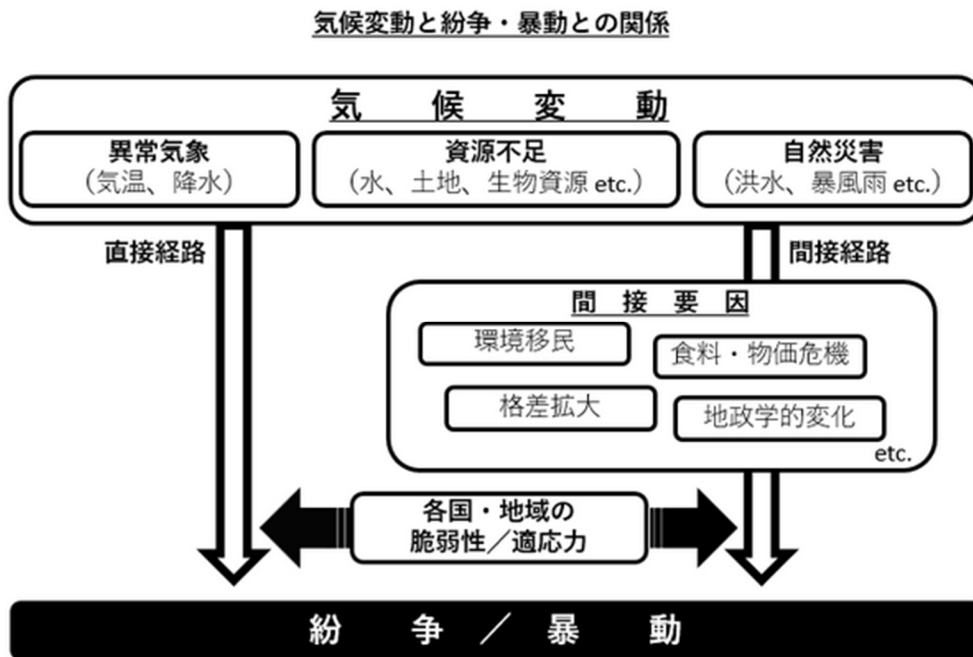 気候変動と紛争・暴動との関係
気候変動
異常気象
（気温、降水）
資源不足
（水、土地、生物資源 etc.）
自然災害
（洪水、暴風雨 etc.）
直接経路
間接経路
間接要因
環境移民
食料・物価危機
格差拡大
地政学的変化
etc.
各国・地域の
脆弱性／適応力
紛争／暴動